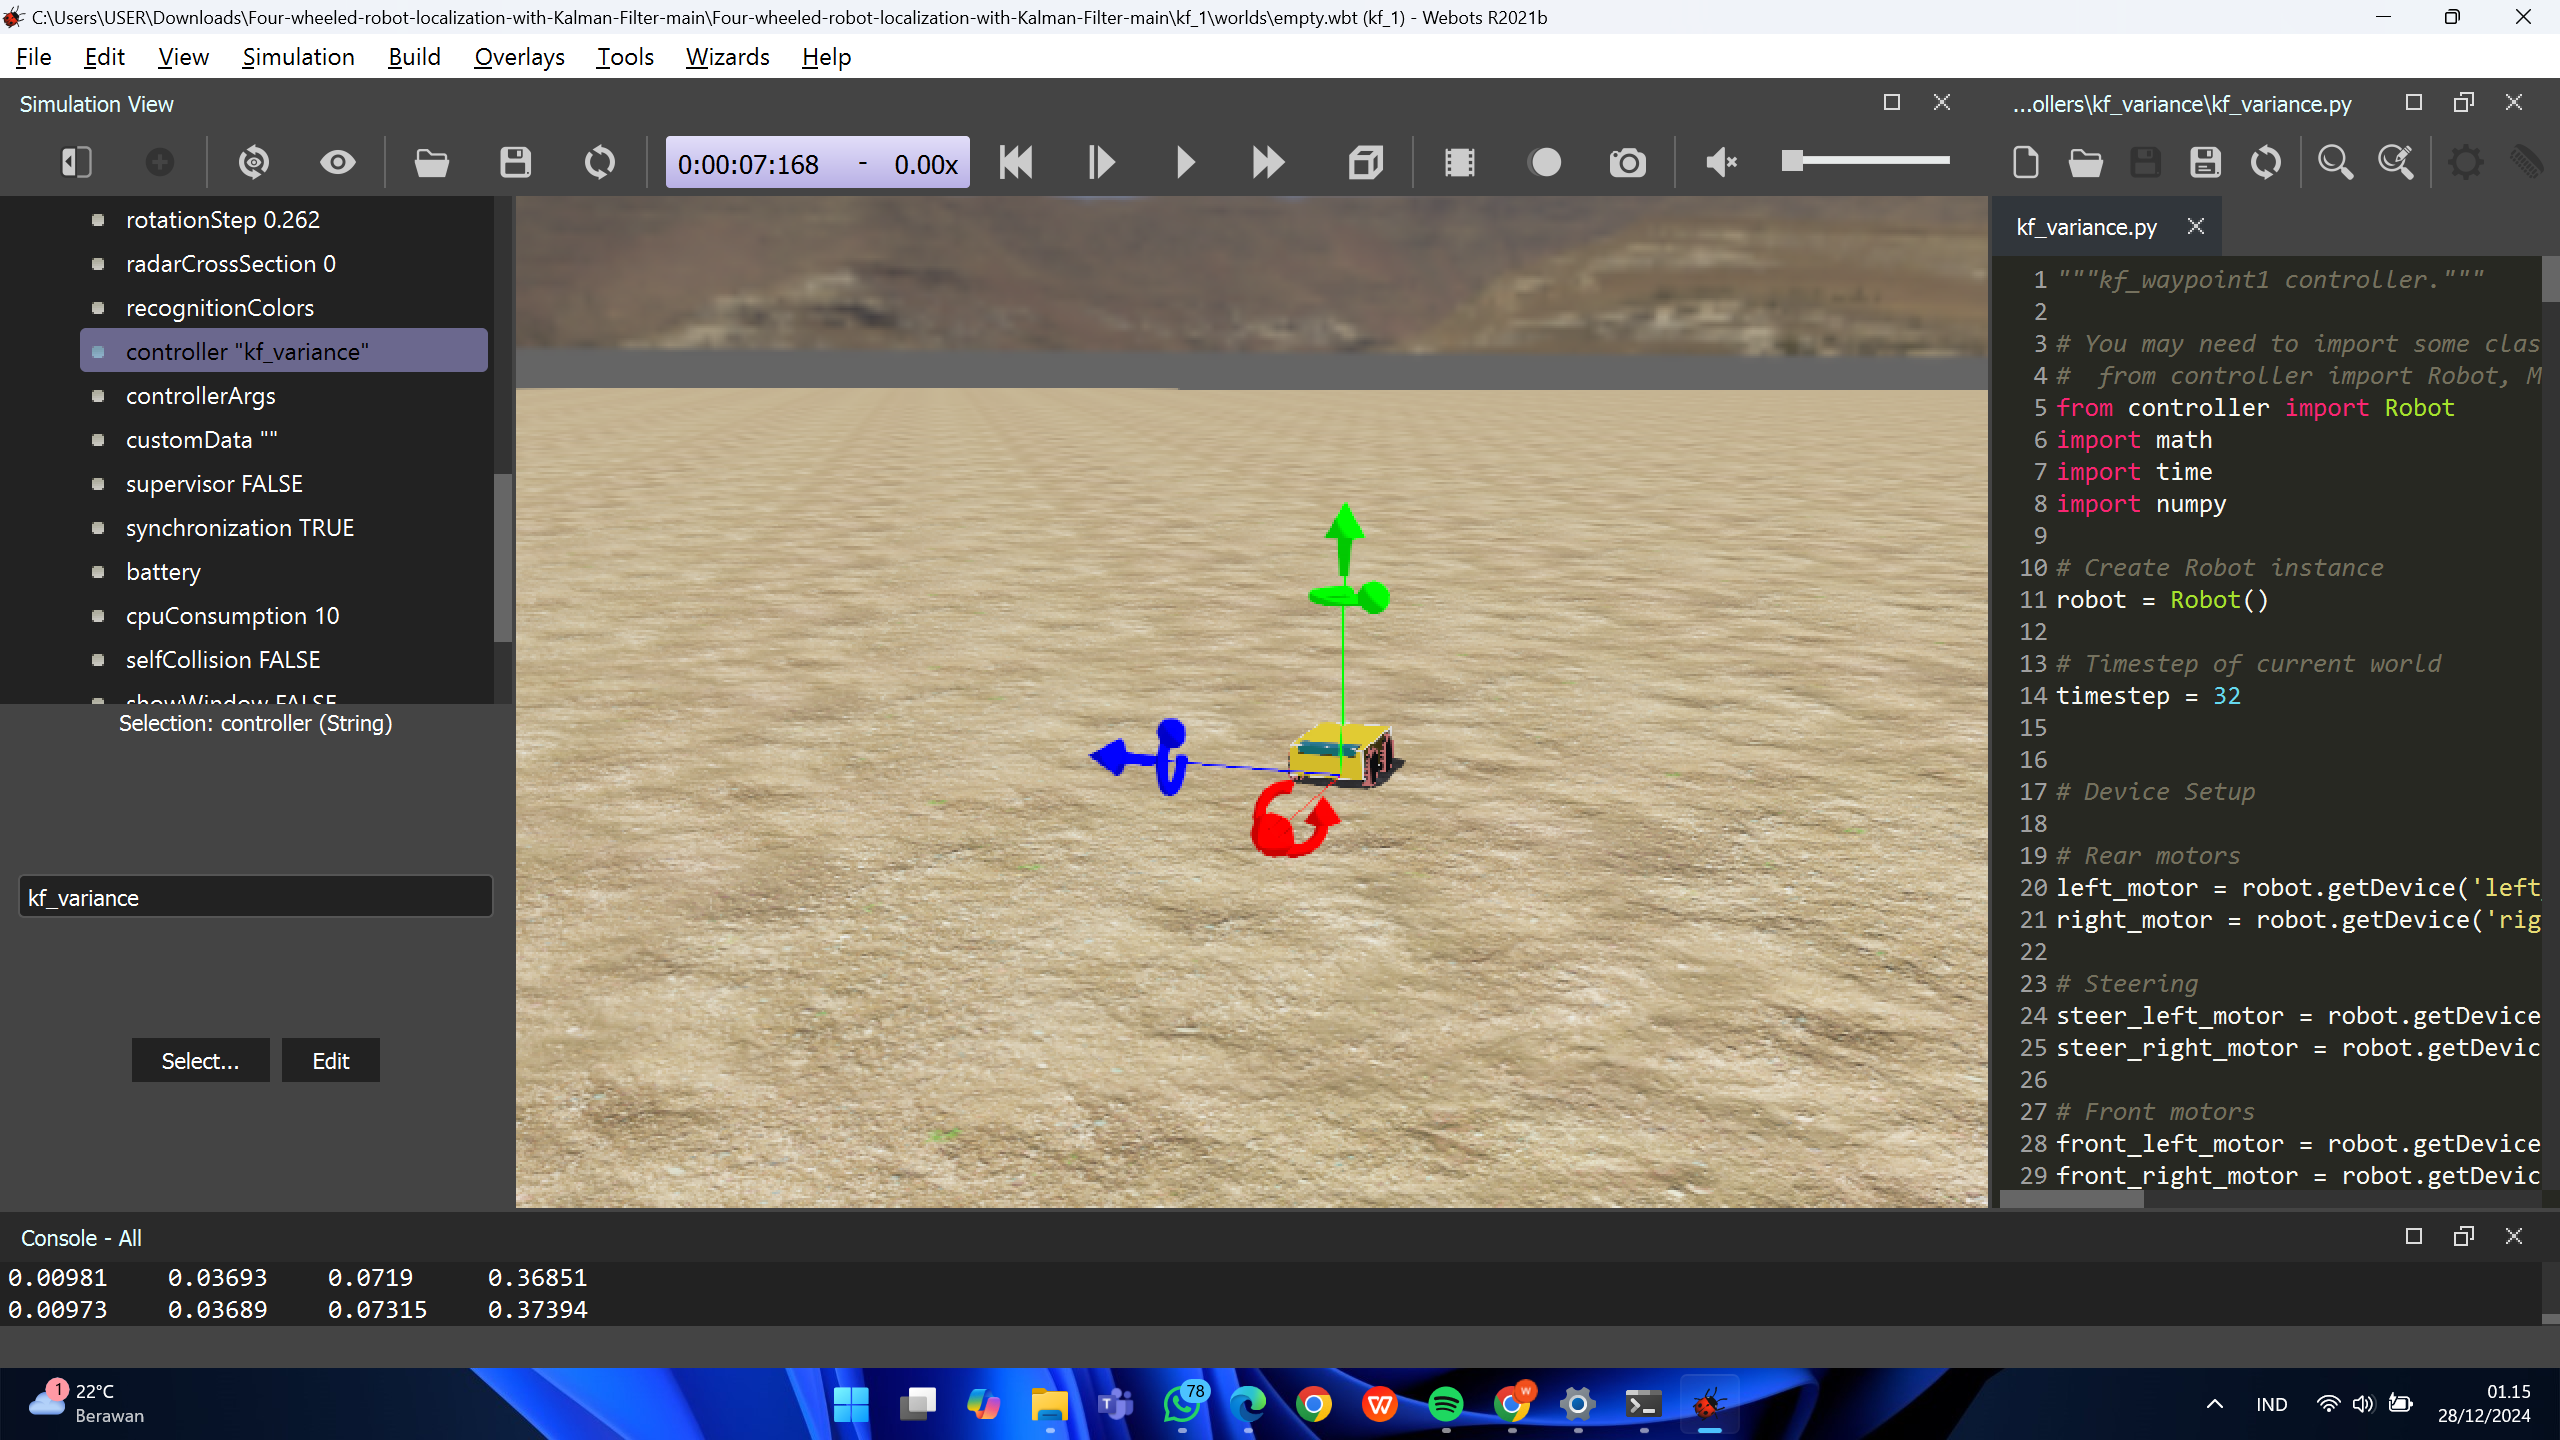 C:\Users\USER\Downloads\Four-wheeled-robot-localization-with-Kalman-Filter-main\Four-wheeled-robot-localization-with-Kalman-Filter-main\kf_1\worlds\empty.wbt (kf_1) - Webots R2021b
File Edit View Simulation Build Overlays Tools Wizards Help
Simulation View
0:00:07:168 - 0.00x
rotationStep 0.262
radarCrossSection 0
recognitionColors
controller "kf_variance"
controllerArgs
customData ""
supervisor FALSE
synchronization TRUE
battery
cpuConsumption 10
selfCollision FALSE
showWindow FALSE
Selection: controller (String)
kf_variance
Select... Edit
...ollers\kf_variance\kf_variance.py
kf_variance.py
1 """kf_waypoint1 controller."""
2
3 # You may need to import some clas
4 #  from controller import Robot, M
5 from controller import Robot
6 import math
7 import time
8 import numpy
9
10 # Create Robot instance
11 robot = Robot()
12
13 # Timestep of current world
14 timestep = 32
15
16
17 # Device Setup
18
19 # Rear motors
20 left_motor = robot.getDevice('left_
21 right_motor = robot.getDevice('rig
22
23 # Steering
24 steer_left_motor = robot.getDevice
25 steer_right_motor = robot.getDevic
26
27 # Front motors
28 front_left_motor = robot.getDevice
29 front_right_motor = robot.getDevic
Console - All
0.00981 0.03693 0.0719 0.36851
0.00973 0.03689 0.07315 0.37394
1
22°C
Berawan
78
W
W
IND
01.15
28/12/2024